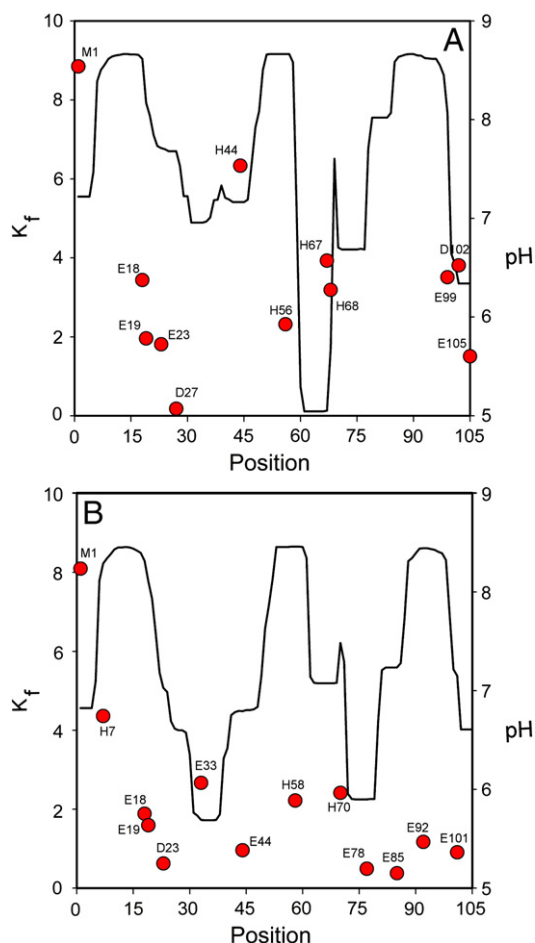 A
10
9
M1
8
8
H44
6
7
Kf
H67
D102
pH
4
E18
H68
E99
6
E19
E23
H56
2
E105
D27
0
5
0 15 30 45 60 75 90 105
Position
B
10
9
M1
8
8
6
7
Kf
H7
pH
4
E33
6
E18
H58
H70
2
E19
E92
E101
D23
E44
E78
E85
0
5
0 15 30 45 60 75 90 105
Position